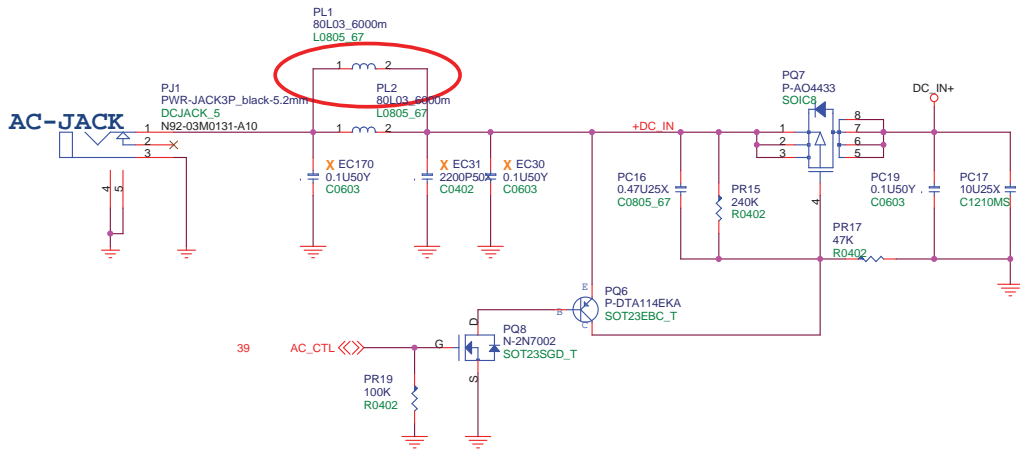 PL1
80L03_6000m
L0805_67
1 2
PJ1
PWR-JACK3P_black-5.2mm
DCJACK_5
N92-03M0131-A10
AC-JACK
1
2
3
4
5
PL2
80L03_6000m
L0805_67
1 2
X EC170
0.1U50Y
C0603
X EC31
2200P50X
C0402
X EC30
0.1U50Y
C0603
+DC_IN
PQ7
P-AO4433
SOIC8
1
2
3
8
7
6
5
4
DC_IN+
PC16
0.47U25X
C0805_67
PR15
240K
R0402
PC19
0.1U50Y
C0603
PC17
10U25X
C1210MS
PR17
47K
R0402
E
B
C
PQ6
P-DTA114EKA
SOT23EBC_T
D
G
S
PQ8
N-2N7002
SOT23SGD_T
39 AC_CTL
PR19
100K
R0402